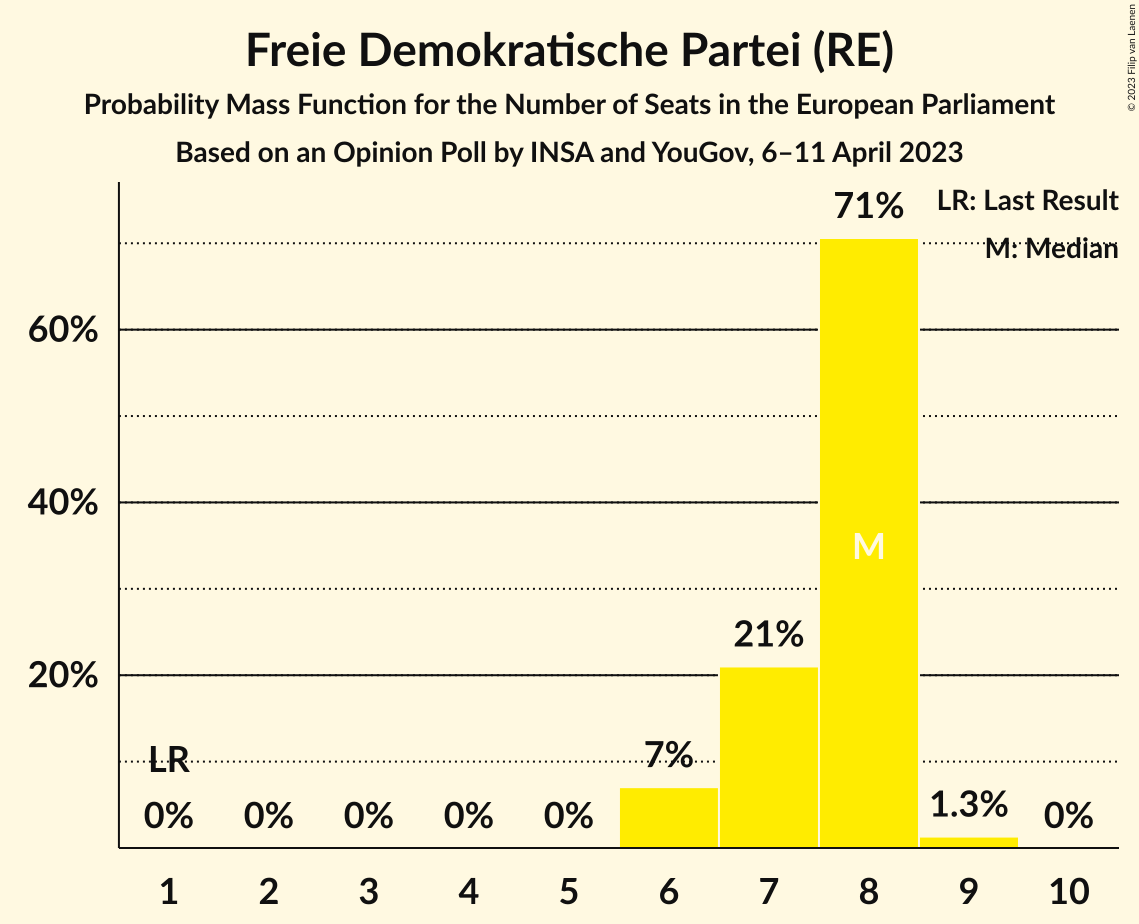 Freie Demokratische Partei (RE)
Probability Mass Function for the Number of Seats in the European Parliament
Based on an Opinion Poll by INSA and YouGov, 6–11 April 2023
© 2023 Filip van Laenen
LR: Last Result
M: Median
71%
60%
40%
M
21%
20%
LR
7%
0% 0% 0% 0% 0% 1.3% 0%
1 2 3 4 5 6 7 8 9 10